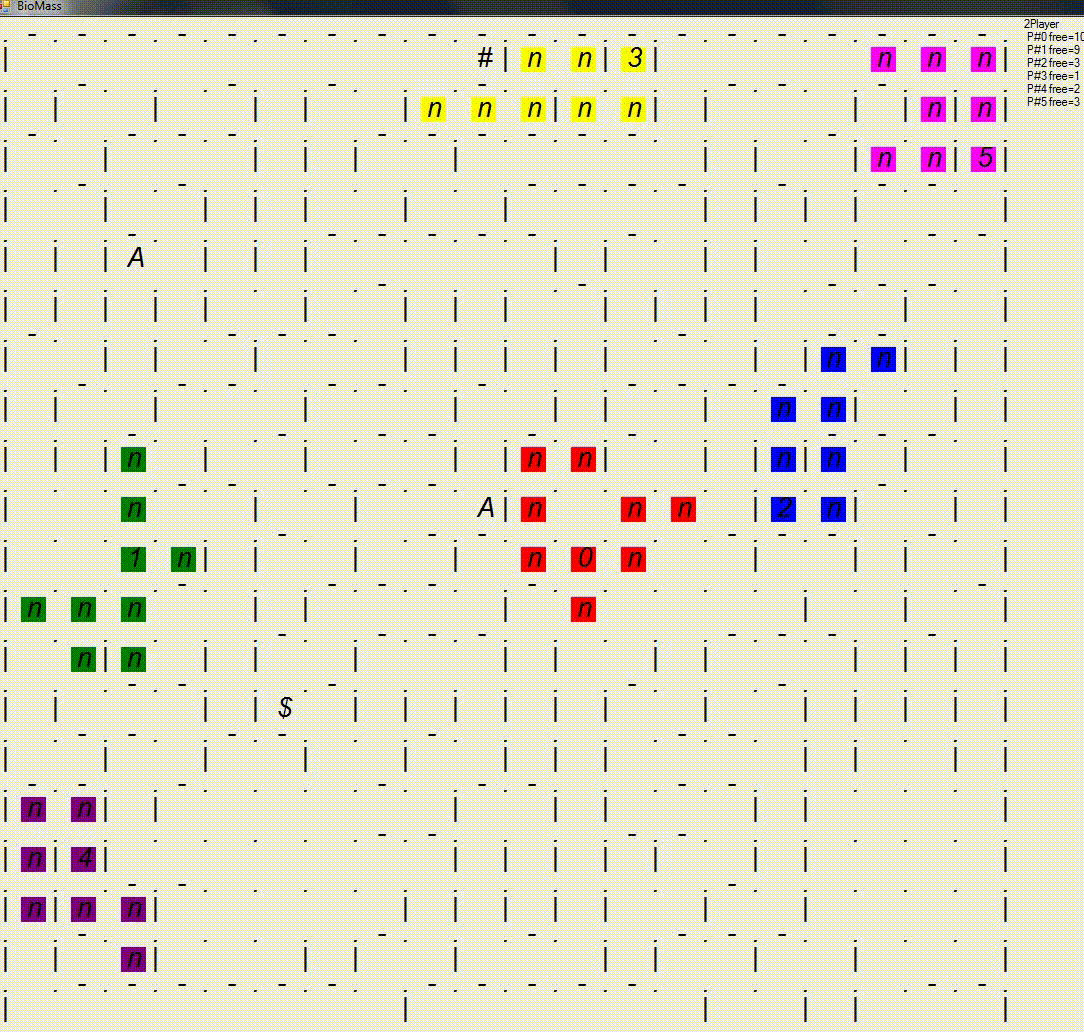 BioMass
2Player
P#0 free=10
P#1 free=9
P#2 free=3
P#3 free=1
P#4 free=2
P#5 free=3
# n n 3 n n n
n n n n n n n
n n 5
A
n n
n n
n n n n n
n A n n n 2 n
1 n n 0 n
n n n n
n n
$
n n
n 4
n n n
n